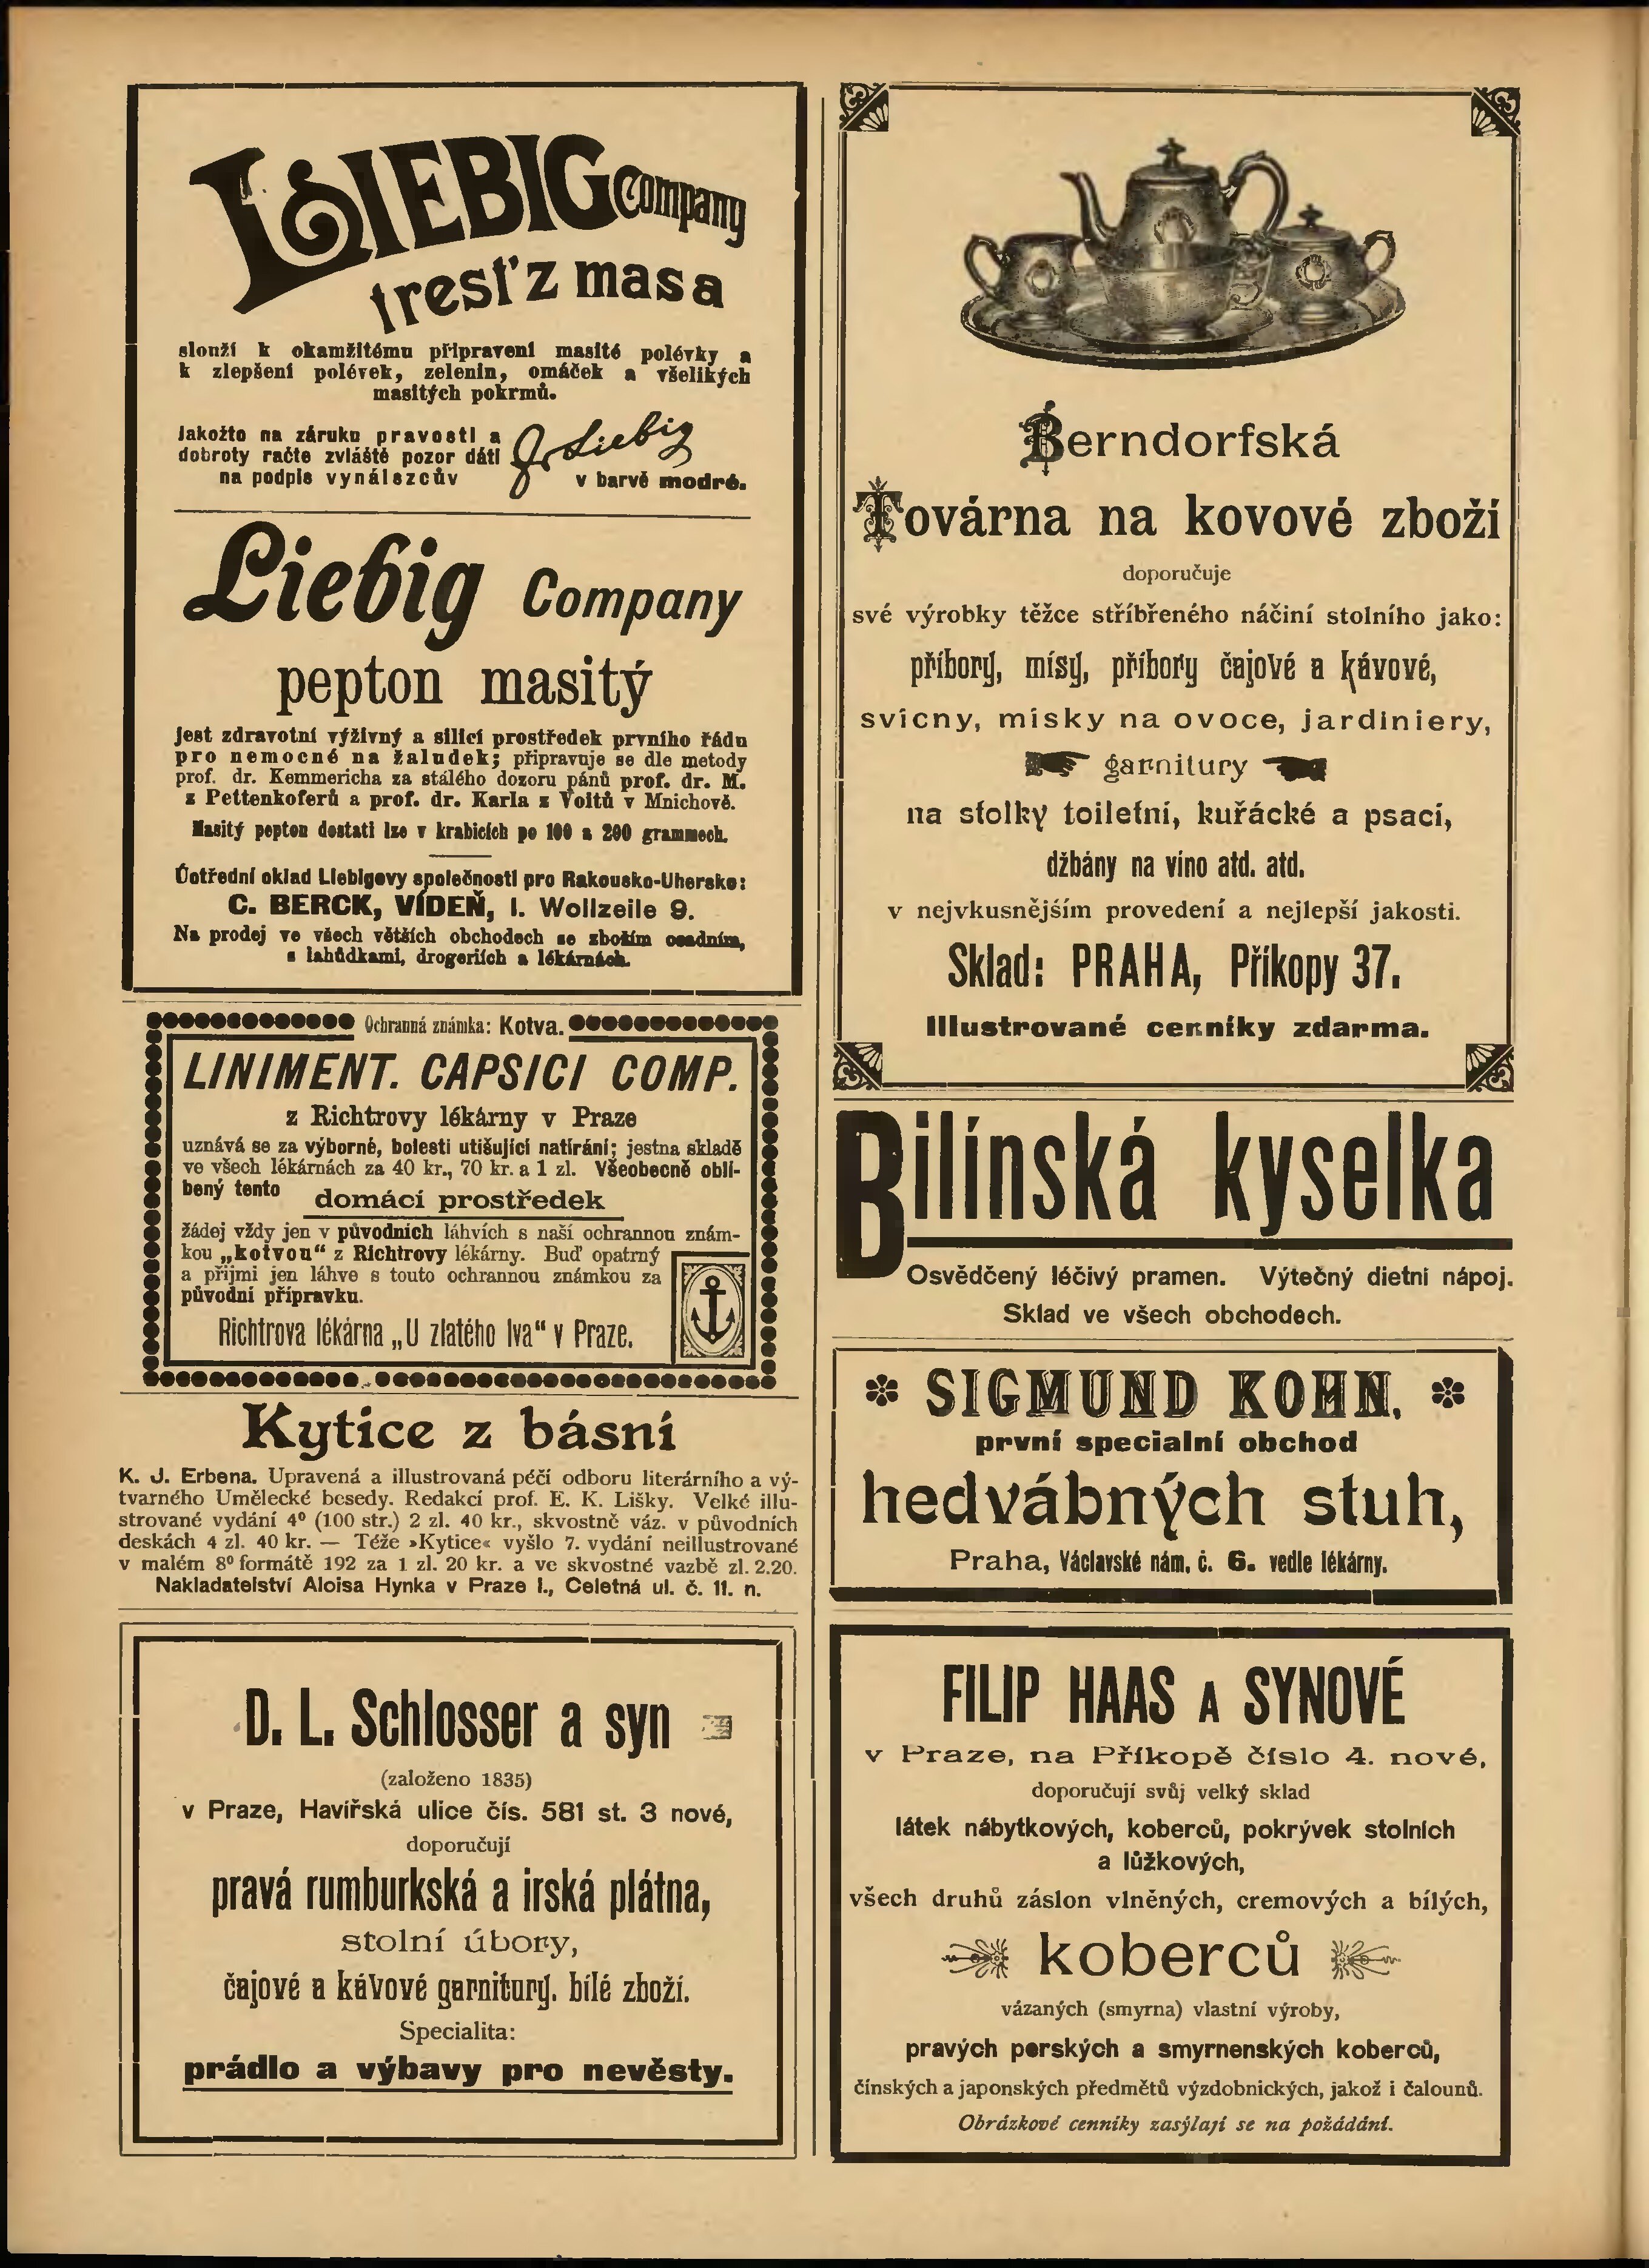 LIEBIG Company
tresť z masa
slouží k okamžitému připravení masité polévky a
k zlepšení polévek, zelenin, omáček a všelikých
masitých pokrmů.
Jakožto na záruku pravosti a
dobroty račte zvláště pozor dáti
na podpis vynálezcův
J. Liebig
v barvě modré.
Liebig Company
pepton masitý
jest zdravotní výživný a sílicí prostředek prvního řádu
pro nemocné na žaludek; připravuje se dle metody
prof. dr. Kemmericha za stálého dozoru pánů prof. dr. M.
z Pettenkoferů a prof. dr. Karla z Voitů v Mnichově.
Masitý pepton dostati lze v krabicích po 100 a 200 grammech.
Ústřední sklad Liebigovy společnosti pro Rakousko-Uhersko:
C. BERCK, VÍDEŇ, I. Wollzeile 9.
Na prodej ve všech větších obchodech se zbožím osadním,
s lahůdkami, drogeriích a lékárnách.
Ochranná známka: Kotva.
LINIMENT. CAPSICI COMP.
z Richtrovy lékárny v Praze
uznává se za výborné, bolesti utišující natírání; jestna skladě
ve všech lékárnách za 40 kr., 70 kr. a 1 zl. Všeobecně oblí-
bený tento
domácí prostředek
žádej vždy jen v původních láhvích s naší ochrannou znám-
kou „kotvou“ z Richtrovy lékárny. Buď opatrný
a přijmi jen láhve s touto ochrannou známkou za
původní přípravku.
Richtrova lékárna „U zlatého lva“ v Praze.
Kytice z básní
K. J. Erbena. Upravená a illustrovaná péčí odboru literárního a vý-
tvarného Umělecké besedy. Redakcí prof. E. K. Lišky. Velké illu-
strované vydání 4⁰ (100 str.) 2 zl. 40 kr., skvostně váz. v původních
deskách 4 zl. 40 kr. — Téže »Kytice« vyšlo 7. vydání neillustrované
v malém 8⁰ formátě 192 za 1 zl. 20 kr. a ve skvostné vazbě zl. 2.20.
Nakladatelství Aloisa Hynka v Praze I., Celetná ul. č. 11. n.
D. L. Schlosser a syn
(založeno 1835)
v Praze, Havířská ulice čís. 581 st. 3 nové,
doporučují
pravá rumburkská a irská plátna,
stolní úbory,
čajové a kávové garnitury. bílé zboží.
Specialita:
prádlo a výbavy pro nevěsty.
Berndorfská
Továrna na kovové zboží
doporučuje
své výrobky těžce stříbřeného náčiní stolního jako:
příbory, mísy, příbory čajové a kávové,
svícny, misky na ovoce, jardiniery,
garnitury
na stolky toiletní, kuřácké a psací,
džbány na víno atd. atd.
v nejvkusnějším provedení a nejlepší jakosti.
Sklad: PRAHA, Příkopy 37.
Illustrované cenníky zdarma.
Bilínská kyselka
Osvědčený léčivý pramen. Výtečný dietní nápoj.
Sklad ve všech obchodech.
SIGMUND KOHN,
první specialní obchod
hedvábných stuh,
Praha, Václavské nám. č. 6. vedle lékárny.
FILIP HAAS A SYNOVÉ
v Praze, na Příkopě číslo 4. nové,
doporučují svůj velký sklad
látek nábytkových, koberců, pokrývek stolních
a lůžkových,
všech druhů záslon vlněných, cremových a bílých,
koberců
vázaných (smyrna) vlastní výroby,
pravých perských a smyrnenských koberců,
čínských a japonských předmětů výzdobnických, jakož i čalounů.
Obrázkové cenníky zasýlají se na požádání.